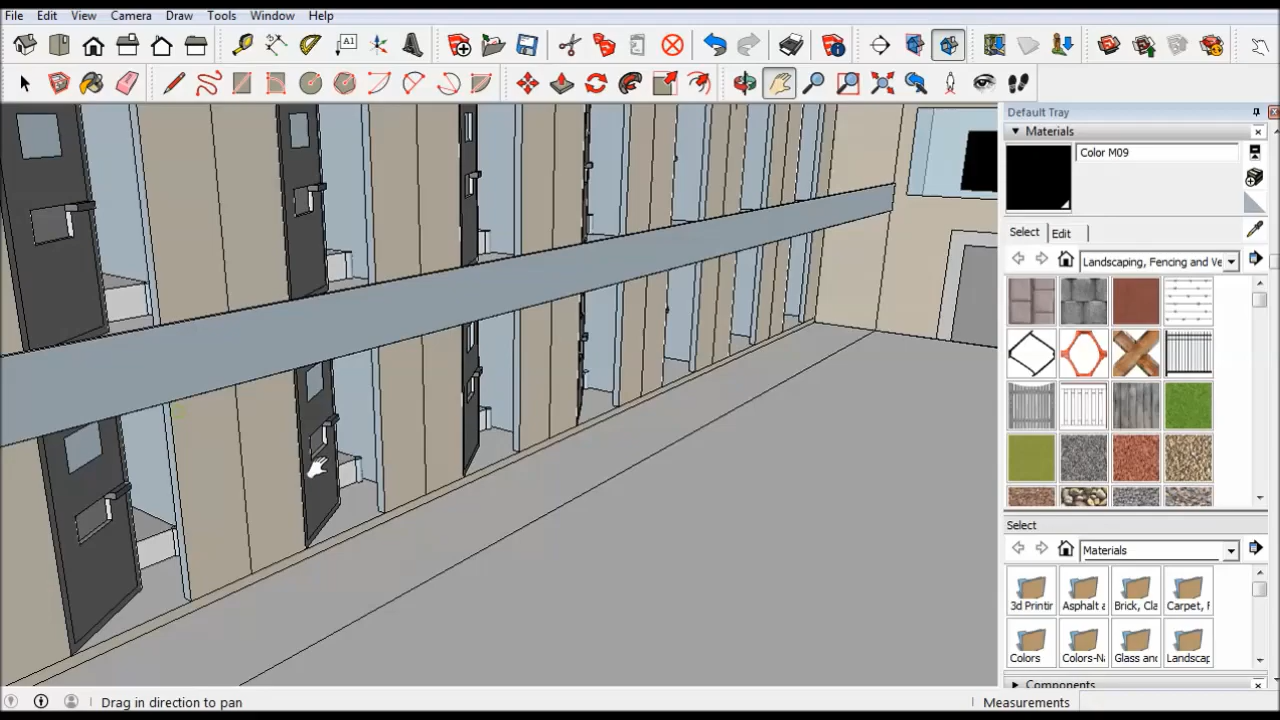 File Edit View Camera Draw Tools Window Help
A1
Default Tray
Materials
Color M09
Select Edit
Landscaping, Fencing and Ve
Select
Materials
3d Printir Asphalt a Brick, Cla Carpet, F
Colors Colors-Na Glass and Landscap
Components
Drag in direction to pan
Measurements